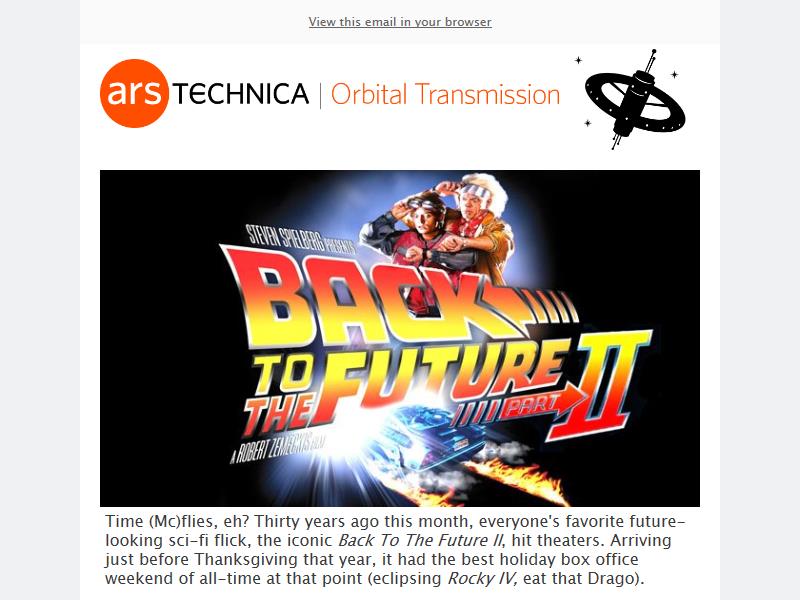 View this email in your browser
ars TECHNICA | Orbital Transmission
STEVEN SPIELBERG PRESENTS
BACK
TO THE FUTURE PART II
A ROBERT ZEMECKIS FILM
Time (Mc)flies, eh? Thirty years ago this month, everyone's favorite future-
looking sci-fi flick, the iconic Back To The Future II, hit theaters. Arriving
just before Thanksgiving that year, it had the best holiday box office
weekend of all-time at that point (eclipsing Rocky IV, eat that Drago).